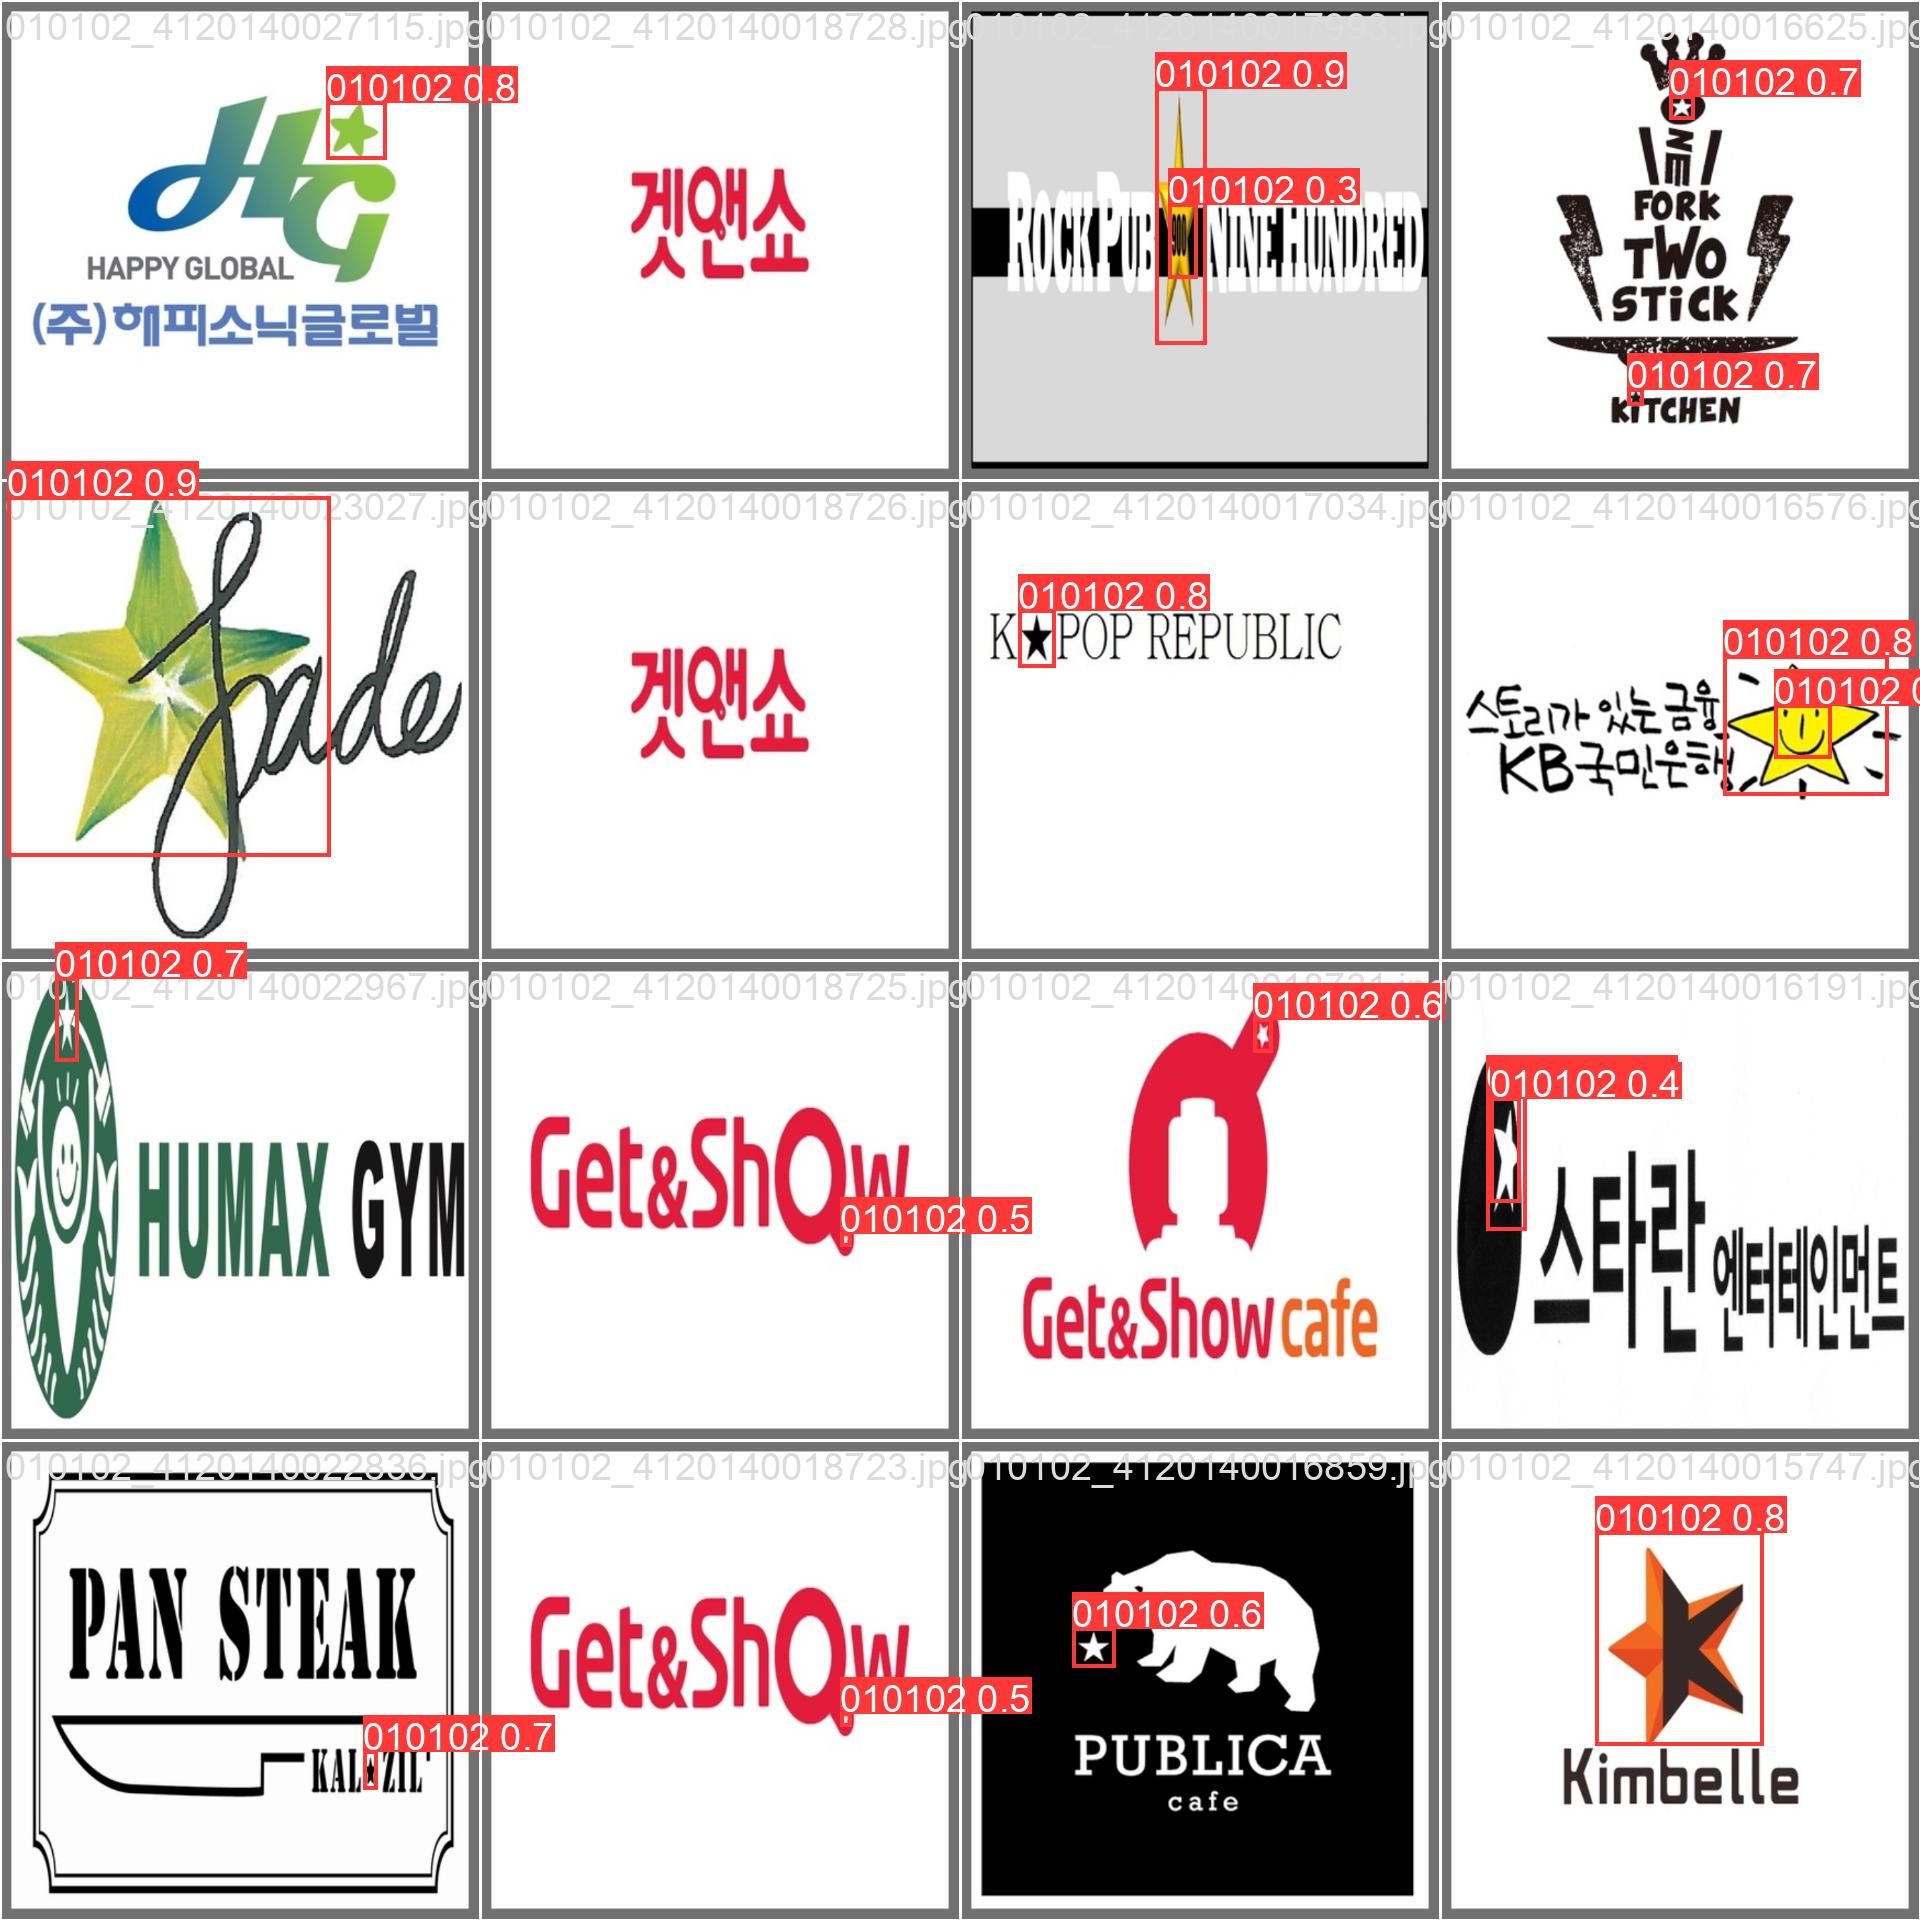 010102_4120140027115.jpg
010102 0.8
HG
HAPPY GLOBAL
(주)해피소닉글로벌
010102_4120140018728.jpg
겟앤쇼
010102_4120140017993.jpg
010102 0.9
010102 0.3
ROCK PUB 900 NINE HUNDRED
010102_4120140016625.jpg
010102 0.7
ONE
FORK
TWO
STICK
010102 0.7
KITCHEN
010102 0.9
010102_4120140023027.jpg
Jade
010102_4120140018726.jpg
겟앤쇼
010102_4120140017034.jpg
010102 0.8
K★POP REPUBLIC
010102_4120140016576.jpg
010102 0.8
010102 0
스토리가 있는 금융
KB국민은행
010102 0.7
010102_4120140022967.jpg
HUMAX GYM
010102_4120140018725.jpg
Get&Show
010102 0.5
010102 0.6
Get&Show cafe
010102_4120140016191.jpg
010102 0.4
스타란 엔터테인먼트
010102_4120140022836.jpg
PAN STEAK
010102 0.7
KAL★ZIL
010102_4120140018723.jpg
Get&Show
010102 0.5
010102_4120140016859.jpg
010102 0.6
PUBLICA
cafe
010102_4120140015747.jpg
010102 0.8
Kimbelle